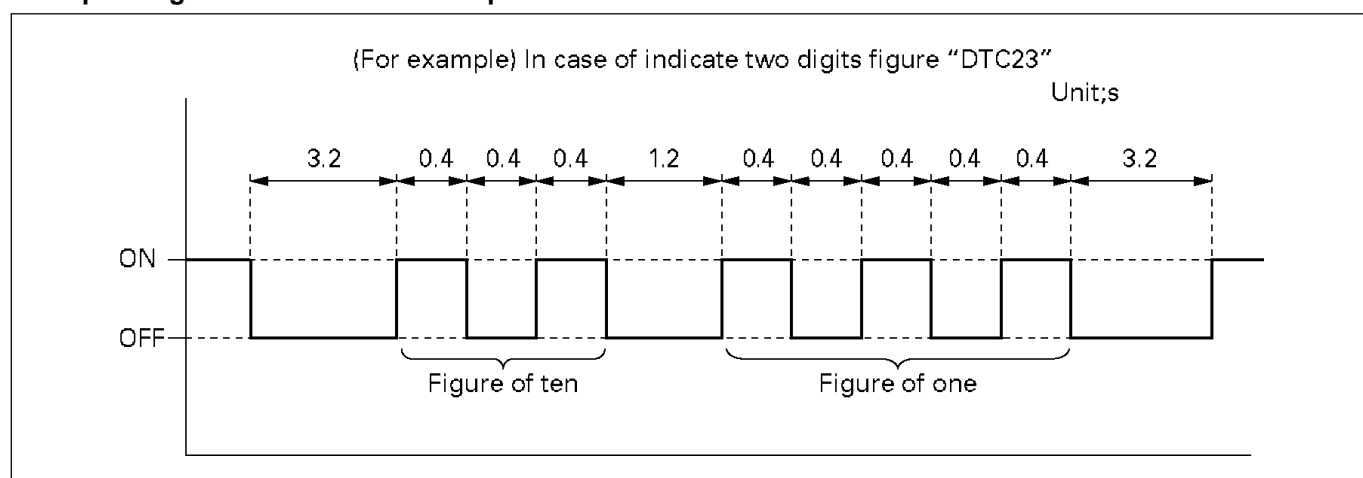 (For example) In case of indicate two digits figure “DTC23”
Unit;s
3.2 0.4 0.4 0.4 1.2 0.4 0.4 0.4 0.4 0.4 3.2
ON
OFF
Figure of ten Figure of one